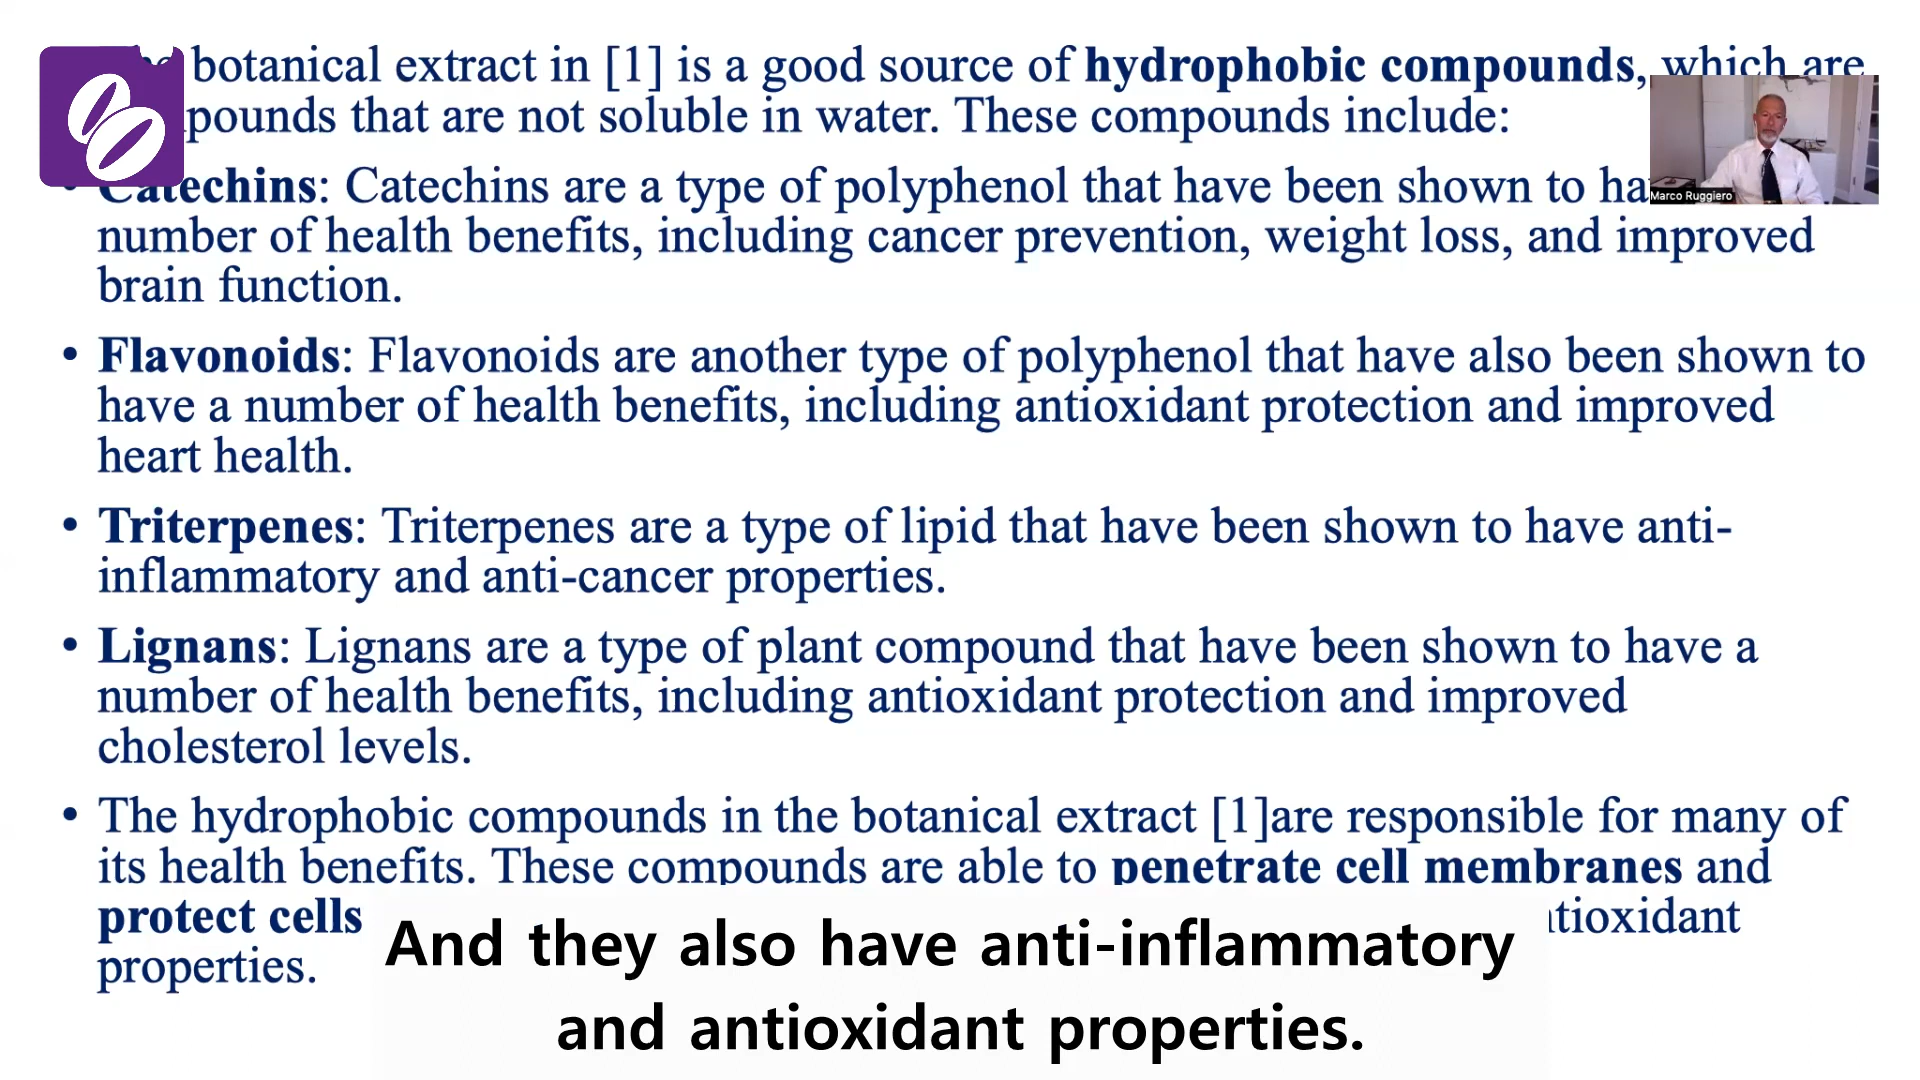 botanical extract in [1] is a good source of hydrophobic compounds, which are
pounds that are not soluble in water. These compounds include:
• Catechins: Catechins are a type of polyphenol that have been shown to ha
number of health benefits, including cancer prevention, weight loss, and improved
brain function.
Marco Ruggiero
• Flavonoids: Flavonoids are another type of polyphenol that have also been shown to
have a number of health benefits, including antioxidant protection and improved
heart health.
• Triterpenes: Triterpenes are a type of lipid that have been shown to have anti-
inflammatory and anti-cancer properties.
• Lignans: Lignans are a type of plant compound that have been shown to have a
number of health benefits, including antioxidant protection and improved
cholesterol levels.
• The hydrophobic compounds in the botanical extract [1]are responsible for many of
its health benefits. These compounds are able to penetrate cell membranes and
protect cells tioxidant
properties.
And they also have anti-inflammatory
and antioxidant properties.